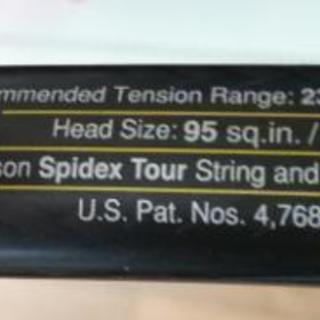 mmended Tension Range: 23
Head Size: 95 sq.in. /
son Spidex Tour String and
U.S. Pat. Nos. 4,768